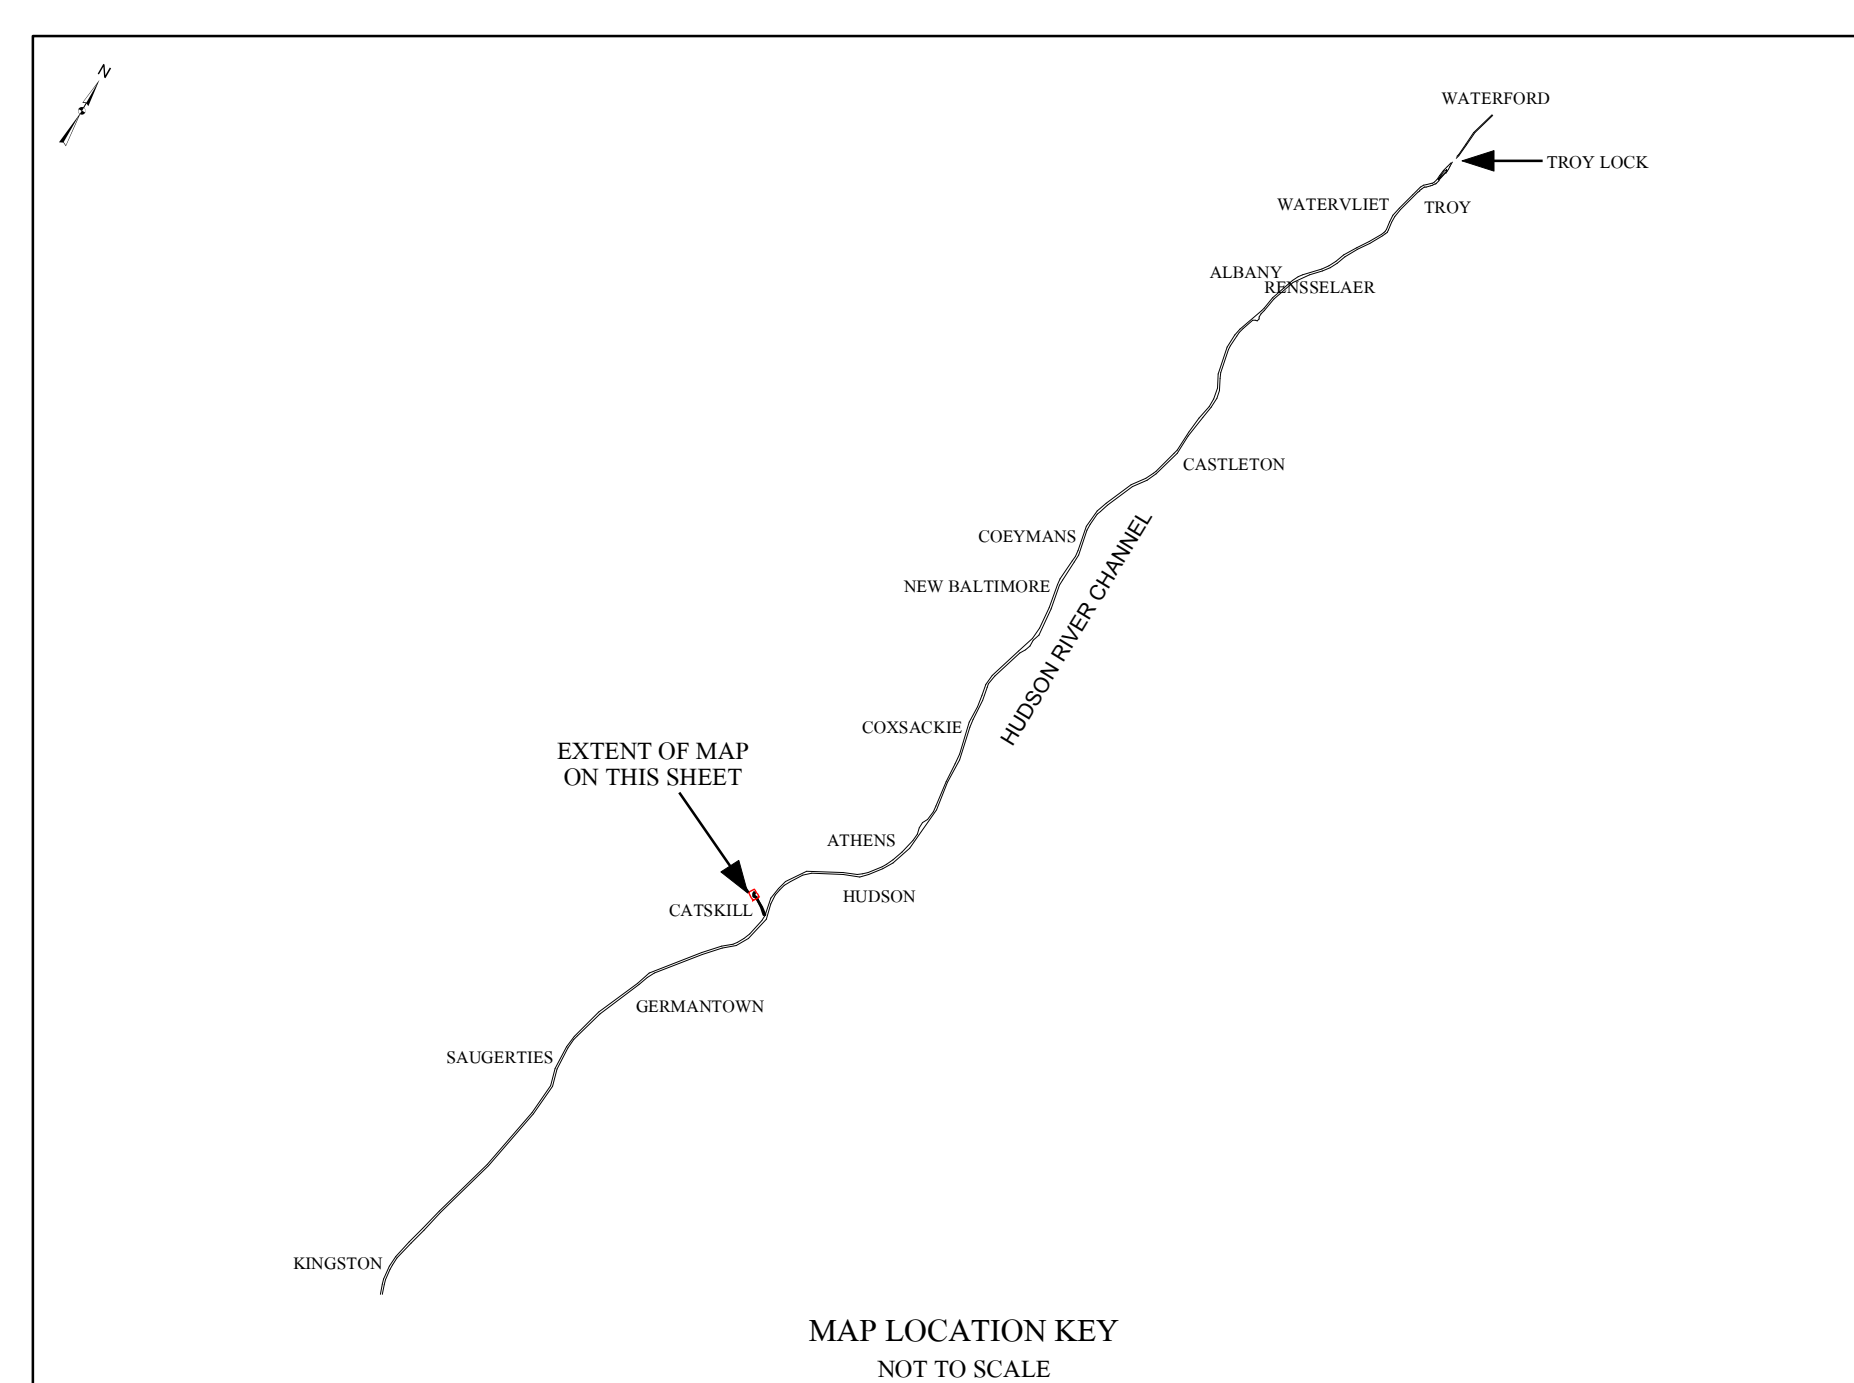 N
WATERFORD
TROY LOCK
WATERVLIET
TROY
ALBANY
RENSSELAER
CASTLETON
COEYMANS
NEW BALTIMORE
HUDSON RIVER CHANNEL
COXSACKIE
EXTENT OF MAP
ON THIS SHEET
ATHENS
HUDSON
CATSKILL
GERMANTOWN
SAUGERTIES
KINGSTON
MAP LOCATION KEY
NOT TO SCALE